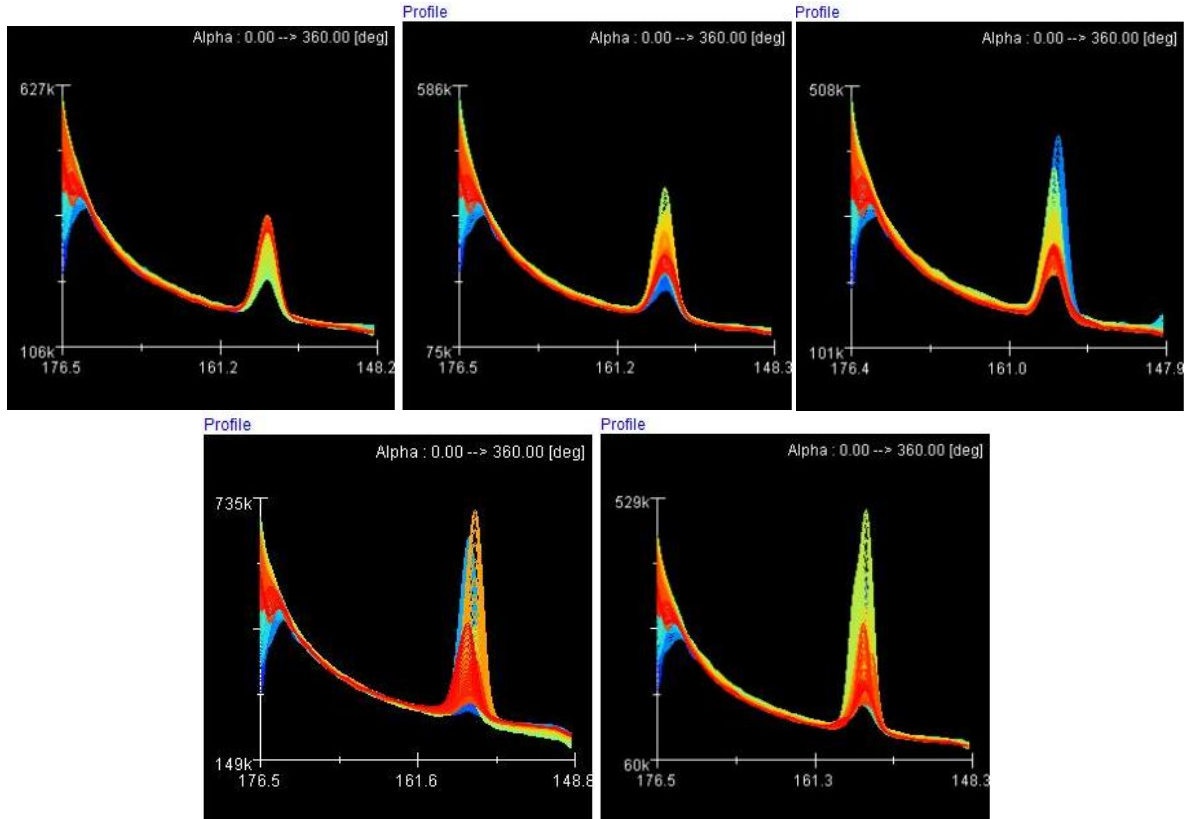 Profile
Profile
Alpha : 0.00 --> 360.00 [deg]
Alpha : 0.00 --> 360.00 [deg]
Alpha : 0.00 --> 360.00 [deg]
627k
586k
508k
106k
75k
101k
176.5
161.2
148.2
176.5
161.2
148.3
176.4
161.0
147.9
Profile
Profile
Alpha : 0.00 --> 360.00 [deg]
Alpha : 0.00 --> 360.00 [deg]
735k
529k
149k
60k
176.5
161.6
148.8
176.5
161.3
148.3